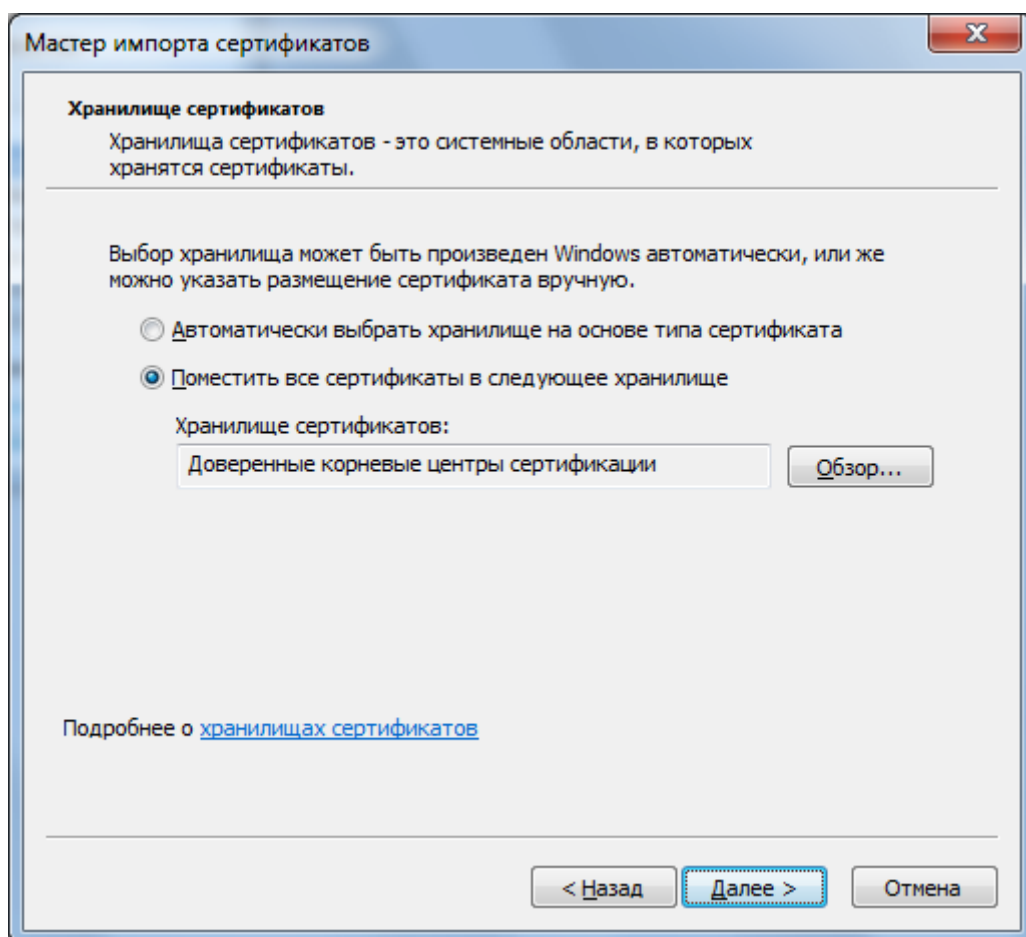 Мастер импорта сертификатов
Хранилище сертификатов
Хранилища сертификатов - это системные области, в которых
хранятся сертификаты.
Выбор хранилища может быть произведен Windows автоматически, или же
можно указать размещение сертификата вручную.
Автоматически выбрать хранилище на основе типа сертификата
Поместить все сертификаты в следующее хранилище
Хранилище сертификатов:
Доверенные корневые центры сертификации
Обзор...
Подробнее о хранилищах сертификатов
< Назад
Далее >
Отмена